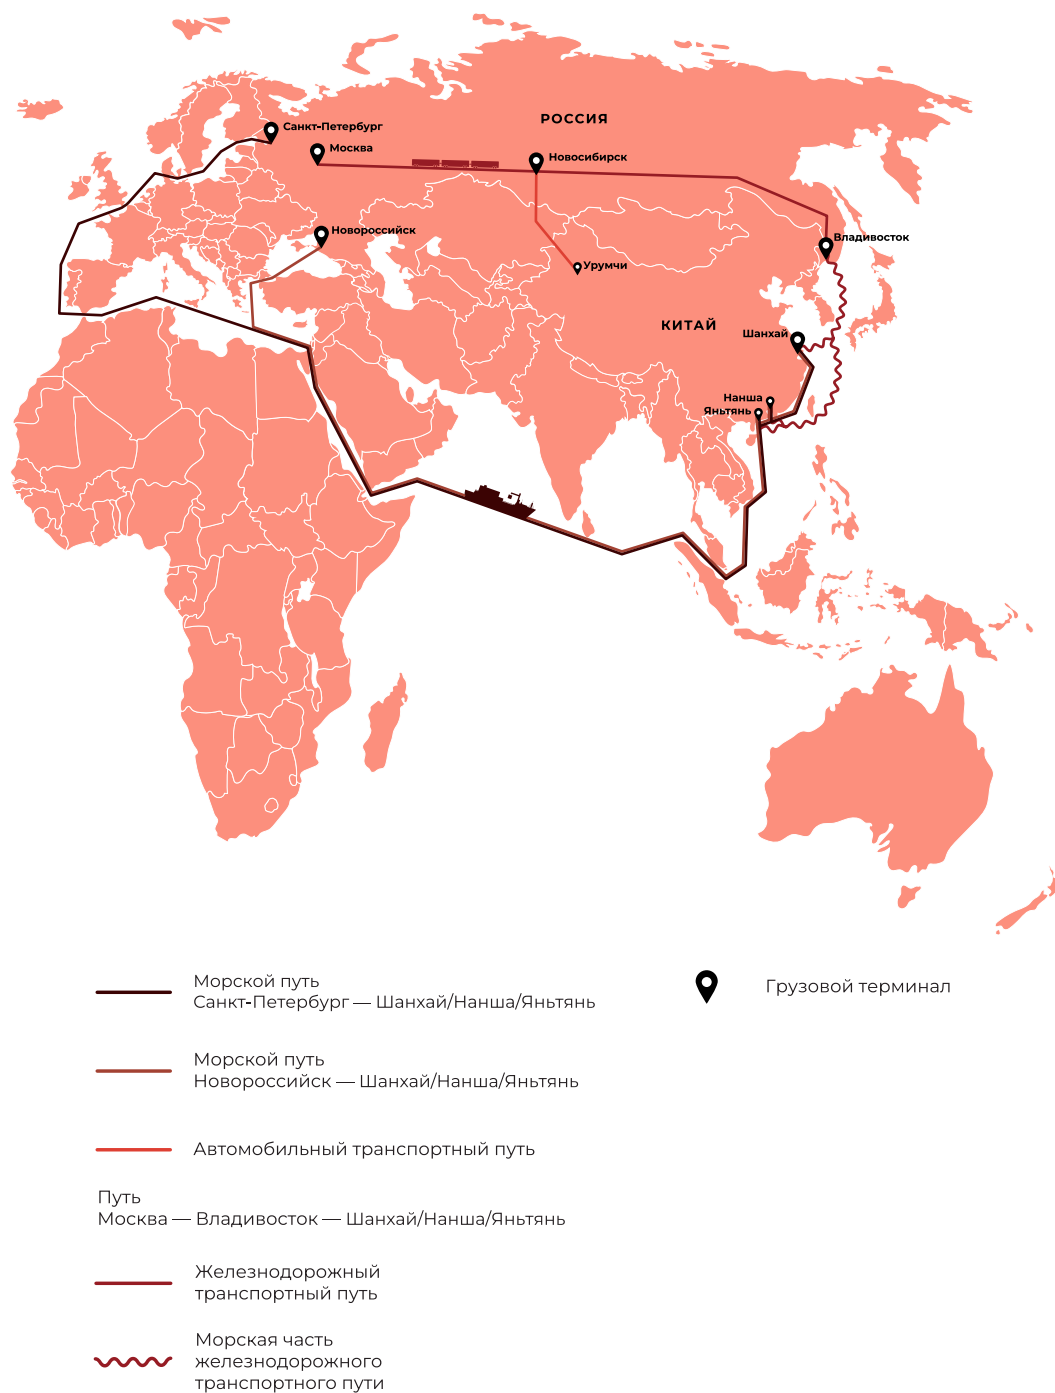 РОССИЯ
Санкт-Петербург
Москва
Новосибирск
Новороссийск
Владивосток
Урумчи
КИТАЙ
Шанхай
Нанша
Яньтянь
Морской путь
Санкт-Петербург — Шанхай/Нанша/Яньтянь
Грузовой терминал
Морской путь
Новороссийск — Шанхай/Нанша/Яньтянь
Автомобильный транспортный путь
Путь
Москва — Владивосток — Шанхай/Нанша/Яньтянь
Железнодорожный
транспортный путь
Морская часть
железнодорожного
транспортного пути